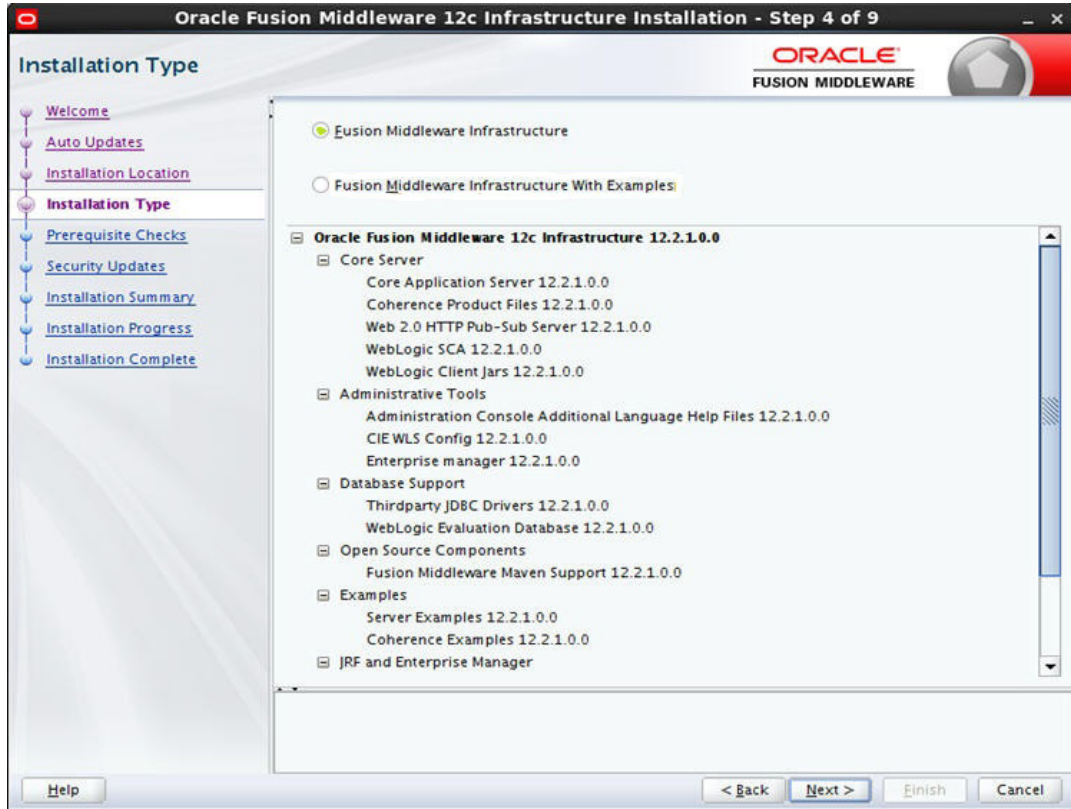 Oracle Fusion Middleware 12c Infrastructure Installation - Step 4 of 9
Installation Type
ORACLE
FUSION MIDDLEWARE
Welcome
Auto Updates
Installation Location
Installation Type
Prerequisite Checks
Security Updates
Installation Summary
Installation Progress
Installation Complete
Fusion Middleware Infrastructure
Fusion Middleware Infrastructure With Examples
Oracle Fusion Middleware 12c Infrastructure 12.2.1.0.0
Core Server
Core Application Server 12.2.1.0.0
Coherence Product Files 12.2.1.0.0
Web 2.0 HTTP Pub-Sub Server 12.2.1.0.0
WebLogic SCA 12.2.1.0.0
WebLogic Client Jars 12.2.1.0.0
Administrative Tools
Administration Console Additional Language Help Files 12.2.1.0.0
CIE WLS Config 12.2.1.0.0
Enterprise manager 12.2.1.0.0
Database Support
Thirdparty JDBC Drivers 12.2.1.0.0
WebLogic Evaluation Database 12.2.1.0.0
Open Source Components
Fusion Middleware Maven Support 12.2.1.0.0
Examples
Server Examples 12.2.1.0.0
Coherence Examples 12.2.1.0.0
JRF and Enterprise Manager
Help
< Back
Next >
Finish
Cancel